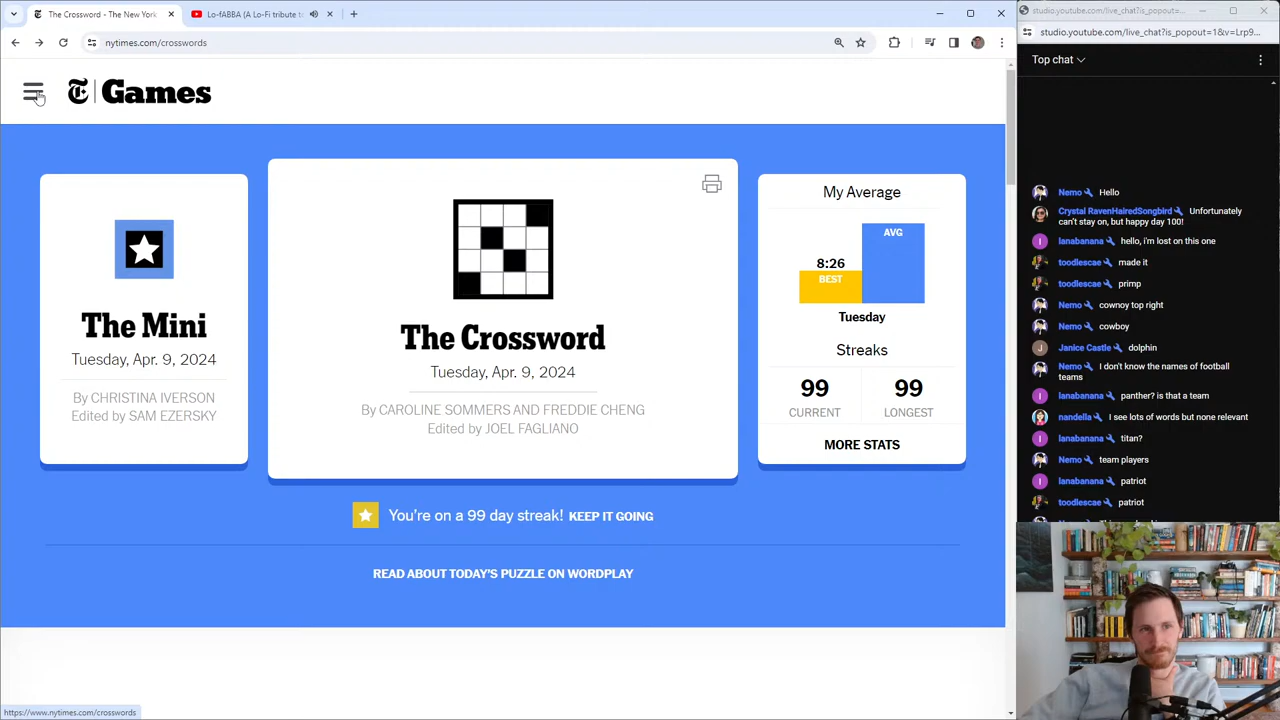 The Crossword - The New York
Lo-fABBA (A Lo-Fi tribute to
nytimes.com/crosswords
T Games
The Mini
Tuesday, Apr. 9, 2024
By CHRISTINA IVERSON
Edited by SAM EZERSKY
The Crossword
Tuesday, Apr. 9, 2024
By CAROLINE SOMMERS AND FREDDIE CHENG
Edited by JOEL FAGLIANO
My Average
AVG
8:26
BEST
Tuesday
Streaks
99
CURRENT
99
LONGEST
MORE STATS
You're on a 99 day streak! KEEP IT GOING
READ ABOUT TODAY'S PUZZLE ON WORDPLAY
https://www.nytimes.com/crosswords
studio.youtube.com/live_chat?is_popout=...
studio.youtube.com/live_chat?is_popout=1&v=Lrp9...
Top chat
Nemo Hello
Crystal RavenHairedSongbird Unfortunately
can't stay on, but happy day 100!
lanabanana hello, i'm lost on this one
toodlescae made it
toodlescae primp
Nemo cownoy top right
Nemo cowboy
J Janice Castle dolphin
Nemo I don't know the names of football
teams
lanabanana panther? is that a team
nandella I see lots of words but none relevant
lanabanana titan?
Nemo team players
lanabanana patriot
toodlescae patriot